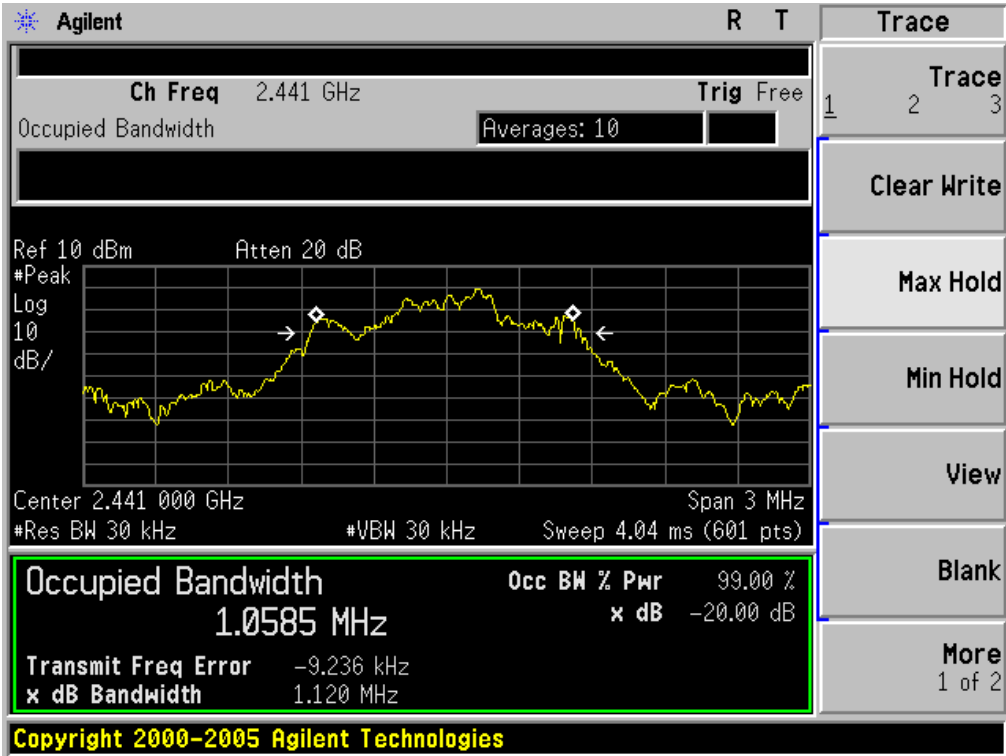 Agilent R T Trace
Ch Freq 2.441 GHz Trig Free
Occupied Bandwidth Averages: 10
Trace
1 2 3
Clear Write
Ref 10 dBm Atten 20 dB
#Peak
Log
10
dB/
Max Hold
Min Hold
View
Center 2.441 000 GHz Span 3 MHz
#Res BW 30 kHz #VBW 30 kHz Sweep 4.04 ms (601 pts)
Occupied Bandwidth Occ BW % Pwr 99.00 %
1.0585 MHz x dB -20.00 dB
Transmit Freq Error -9.236 kHz
x dB Bandwidth 1.120 MHz
Blank
More
1 of 2
Copyright 2000-2005 Agilent Technologies